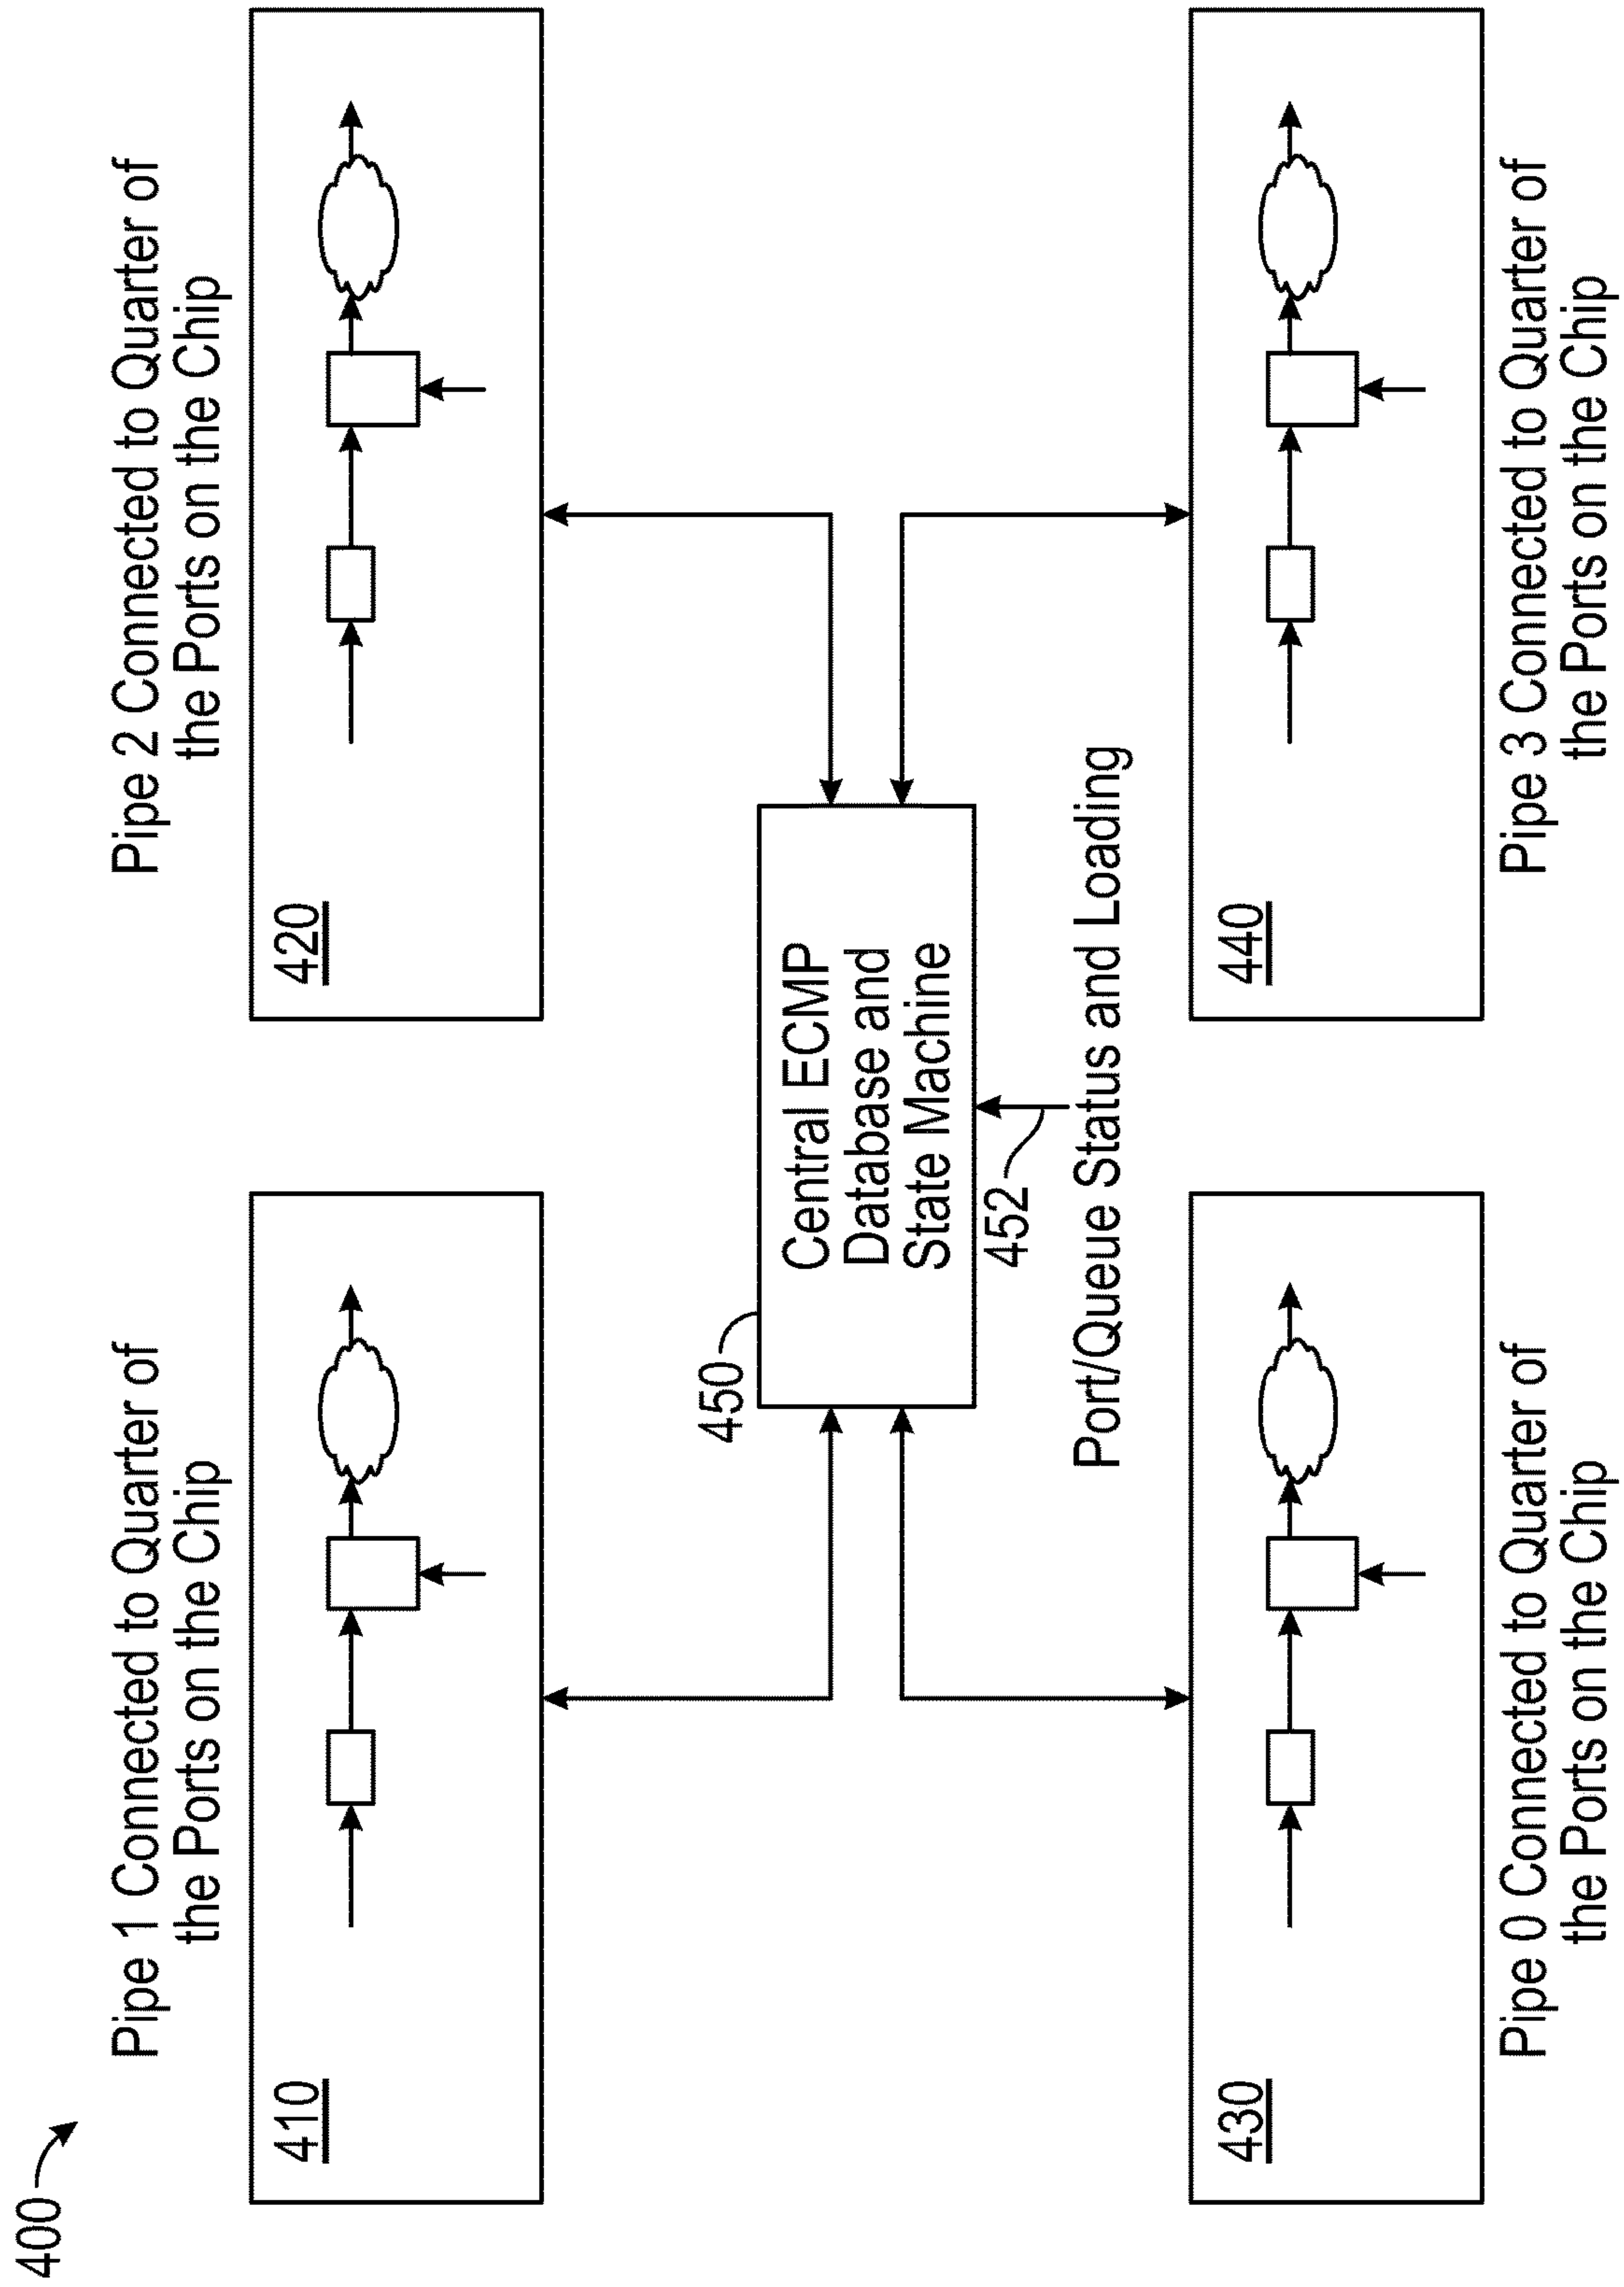 400
Pipe 1 Connected to Quarter of
the Ports on the Chip
410
Pipe 2 Connected to Quarter of
the Ports on the Chip
420
450
Central ECMP
Database and
State Machine
452
Port/Queue Status and Loading
430
Pipe 0 Connected to Quarter of
the Ports on the Chip
440
Pipe 3 Connected to Quarter of
the Ports on the Chip